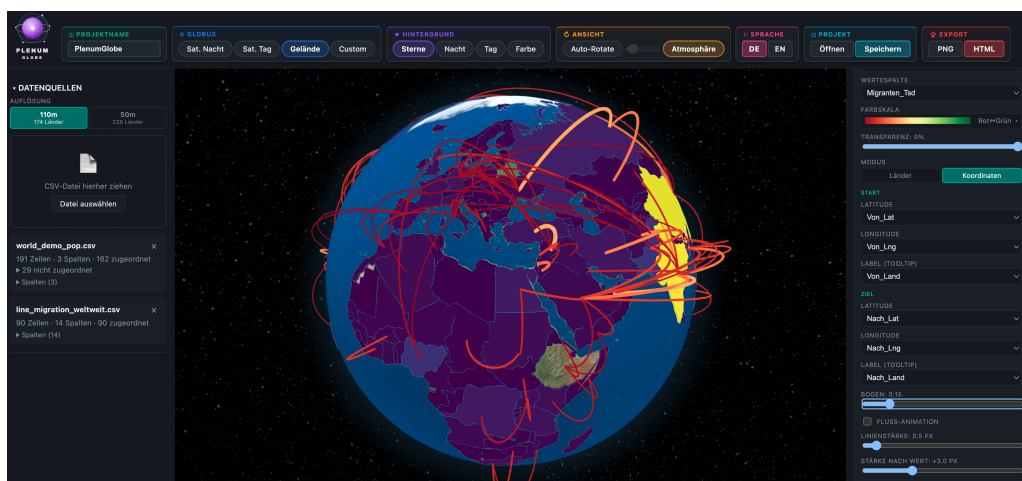 PLENUM
GLOBE
PROJEKTNAME
PlenumGlobe
GLOBUS
Sat. Nacht
Sat. Tag
Gelände
Custom
HINTERGRUND
Sterne
Nacht
Tag
Farbe
ANSICHT
Auto-Rotate
Atmosphäre
SPRACHE
DE
EN
PROJEKT
Öffnen
Speichern
EXPORT
PNG
HTML
▾ DATENQUELLEN
AUFLÖSUNG
110m
174 Länder
50m
238 Länder
CSV-Datei hierher ziehen
Datei auswählen
world_demo_pop.csv ×
191 Zeilen · 3 Spalten · 162 zugeordnet
▸ 29 nicht zugeordnet
▸ Spalten (3)
line_migration_weltweit.csv ×
90 Zeilen · 14 Spalten · 90 zugeordnet
▸ Spalten (14)
WERTESPALTE
Migranten_Tsd
FARBSKALA
Rot↔Grün
TRANSPARENZ: 0%
MODUS
Länder
Koordinaten
START
LATITUDE
Von_Lat
LONGITUDE
Von_Lng
LABEL (TOOLTIP)
Von_Land
ZIEL
LATITUDE
Nach_Lat
LONGITUDE
Nach_Lng
LABEL (TOOLTIP)
Nach_Land
BOGEN: 0.15
FLUSS-ANIMATION
LINIENSTÄRKE: 0.5 PX
STÄRKE NACH WERT: +3.0 PX